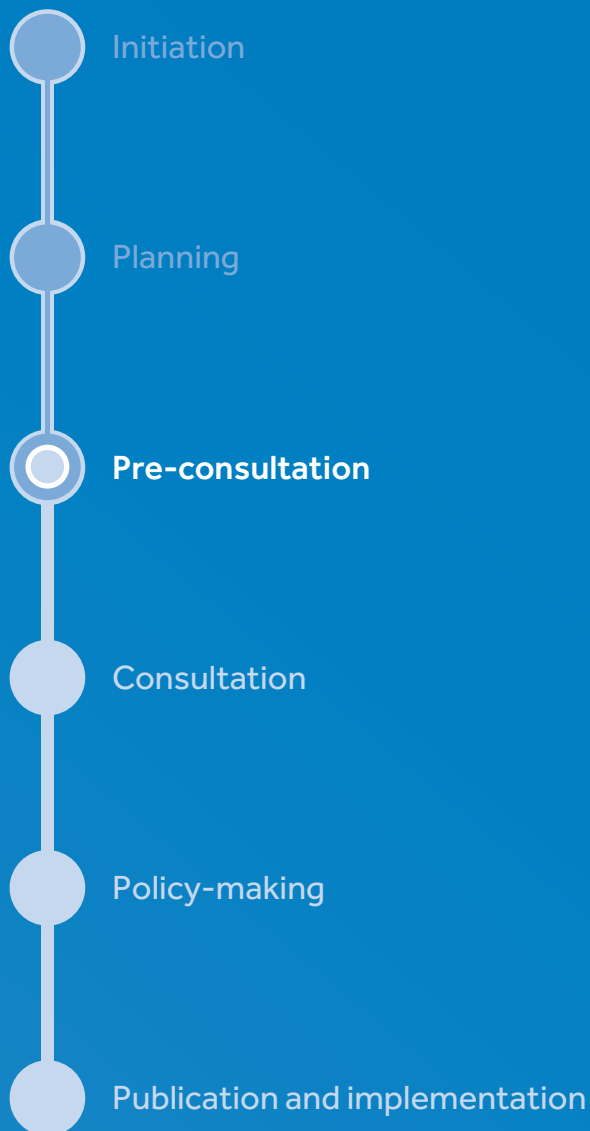 Initiation
Planning
Pre-consultation
Consultation
Policy-making
Publication and implementation